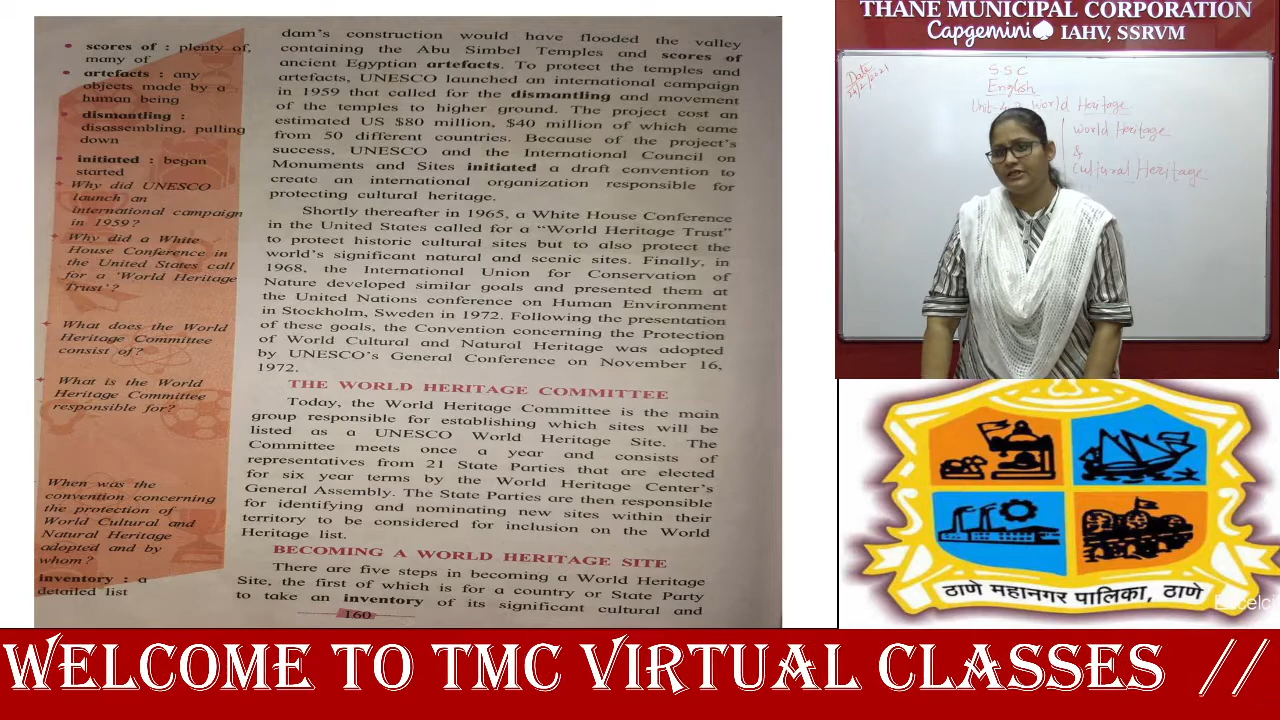 scores of : plenty of,
many of
artefacts : any
objects made by a
human being
dismantling :
disassembling, pulling
down
initiated : began
started
Why did UNESCO
launch an
international campaign
in 1959?
Why did a White
House Conference in
the United States call
for a 'World Heritage
Trust'?
What does the World
Heritage Committee
consist of?
What is the World
Heritage Committee
responsible for?
When was the
convention concerning
the protection of
World Cultural and
Natural Heritage
adopted and by
whom?
inventory : a
detailed list
dam's construction would have flooded the valley
containing the Abu Simbel Temples and scores of
ancient Egyptian artefacts. To protect the temples and
artefacts, UNESCO launched an international campaign
in 1959 that called for the dismantling and movement
of the temples to higher ground. The project cost an
estimated US $80 million, $40 million of which came
from 50 different countries. Because of the project's
success, UNESCO and the International Council on
Monuments and Sites initiated a draft convention to
create an international organization responsible for
protecting cultural heritage.
Shortly thereafter in 1965, a White House Conference
in the United States called for a "World Heritage Trust"
to protect historic cultural sites but to also protect the
world's significant natural and scenic sites. Finally, in
1968, the International Union for Conservation of
Nature developed similar goals and presented them at
the United Nations conference on Human Environment
in Stockholm, Sweden in 1972. Following the presentation
of these goals, the Convention concerning the Protection
of World Cultural and Natural Heritage was adopted
by UNESCO's General Conference on November 16,
1972.
THE WORLD HERITAGE COMMITTEE
Today, the World Heritage Committee is the main
group responsible for establishing which sites will be
listed as a UNESCO World Heritage Site. The
Committee meets once a year and consists of
representatives from 21 State Parties that are elected
for six year terms by the World Heritage Center's
General Assembly. The State Parties are then responsible
for identifying and nominating new sites within their
territory to be considered for inclusion on the World
Heritage list.
BECOMING A WORLD HERITAGE SITE
There are five steps in becoming a World Heritage
Site, the first of which is for a country or State Party
to take an inventory of its significant cultural and
160
THANE MUNICIPAL CORPORATION
Capgemini IAHV, SSRVM
Date
SSC
English
World Heritage
World Heritage
&
Cultural Heritage
ठाणे महानगर पालिका, ठाणे
WELCOME TO TMC VIRTUAL CLASSES //